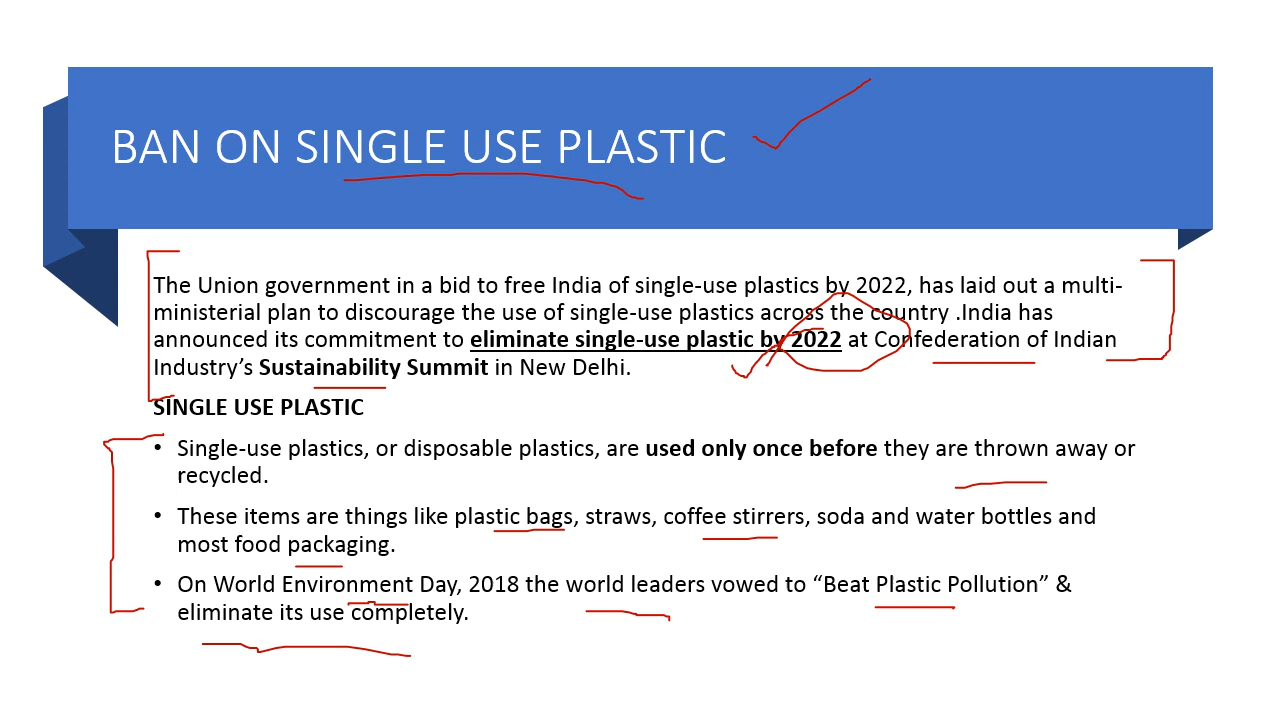 BAN ON SINGLE USE PLASTIC
The Union government in a bid to free India of single-use plastics by 2022, has laid out a multi-
ministerial plan to discourage the use of single-use plastics across the country .India has
announced its commitment to eliminate single-use plastic by 2022 at Confederation of Indian
Industry’s Sustainability Summit in New Delhi.
SINGLE USE PLASTIC
• Single-use plastics, or disposable plastics, are used only once before they are thrown away or
recycled.
• These items are things like plastic bags, straws, coffee stirrers, soda and water bottles and
most food packaging.
• On World Environment Day, 2018 the world leaders vowed to “Beat Plastic Pollution” &
eliminate its use completely.